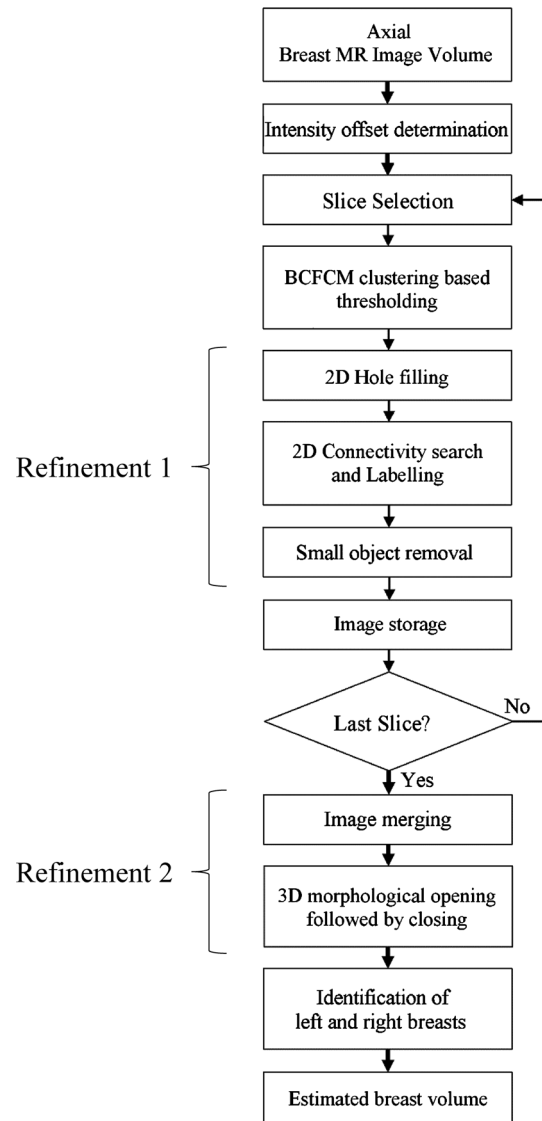 Axial
Breast MR Image Volume
Intensity offset determination
Slice Selection
BCFCM clustering based
thresholding
2D Hole filling
Refinement 1
2D Connectivity search
and Labelling
Small object removal
Image storage
Last Slice?
No
Yes
Image merging
Refinement 2
3D morphological opening
followed by closing
Identification of
left and right breasts
Estimated breast volume